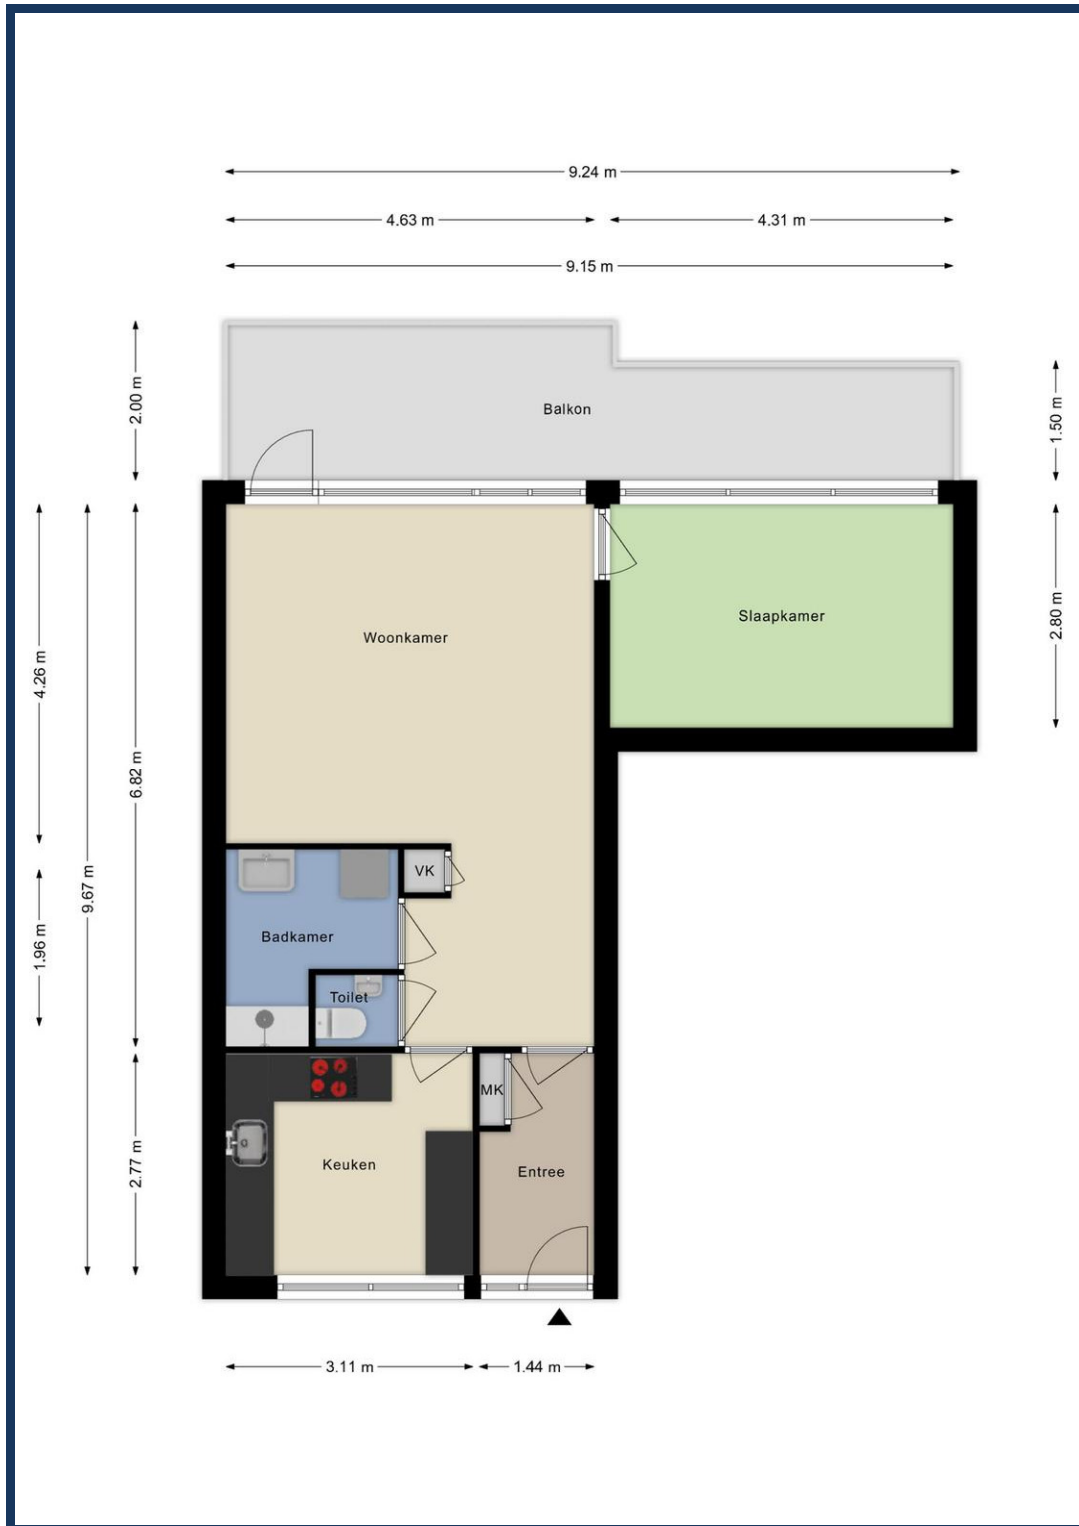 9.24 m
4.63 m
4.31 m
9.15 m
2.00 m
1.50 m
Balkon
4.26 m
9.67 m
6.82 m
2.80 m
Woonkamer
Slaapkamer
VK
1.96 m
Badkamer
Toilet
MK
2.77 m
Keuken
Entree
3.11 m
1.44 m